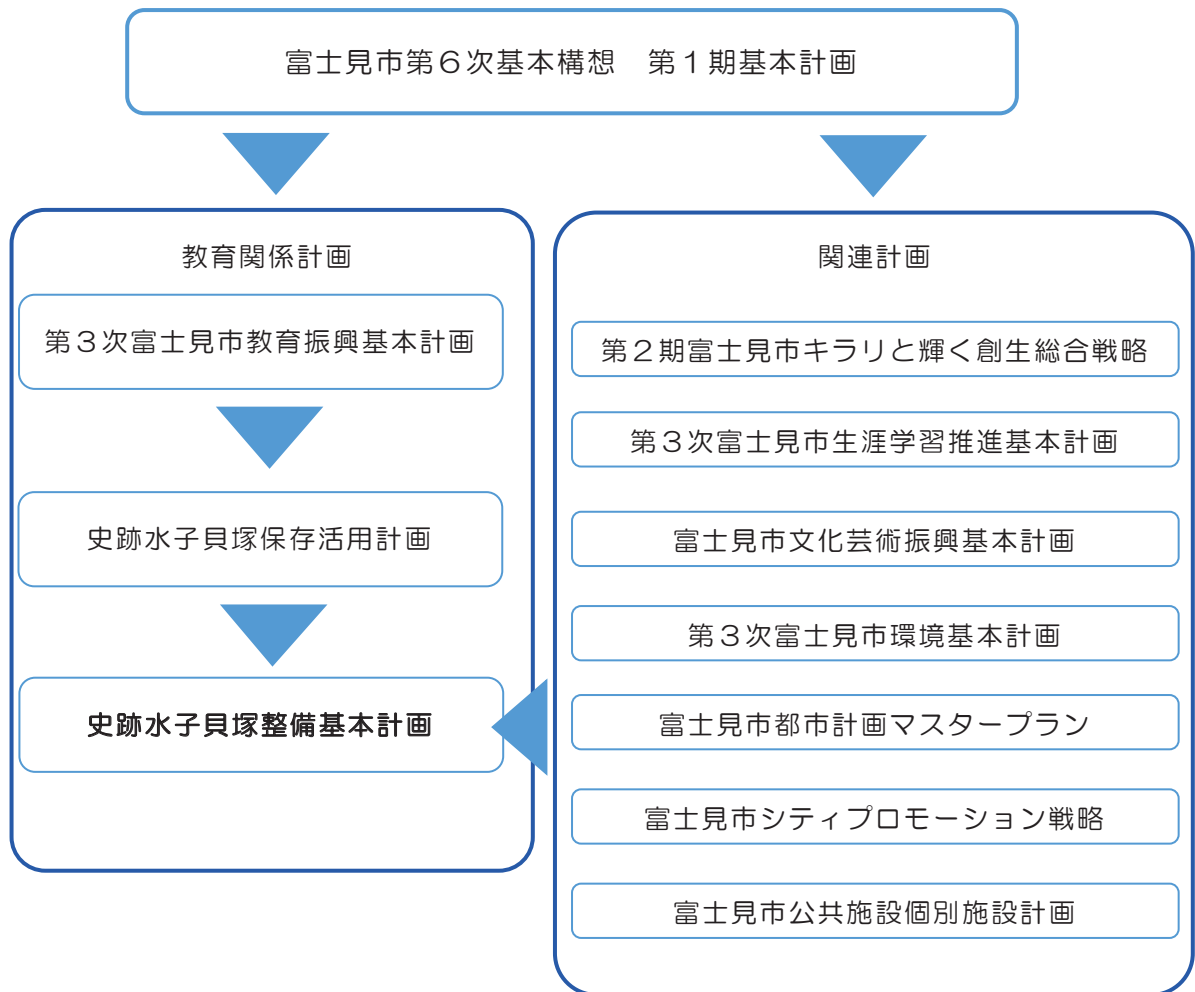 富士見市第６次基本構想　第１期基本計画
教育関係計画
第３次富士見市教育振興基本計画
史跡水子貝塚保存活用計画
史跡水子貝塚整備基本計画
関連計画
第２期富士見市キラリと輝く創生総合戦略
第３次富士見市生涯学習推進基本計画
富士見市文化芸術振興基本計画
第３次富士見市環境基本計画
富士見市都市計画マスタープラン
富士見市シティプロモーション戦略
富士見市公共施設個別施設計画